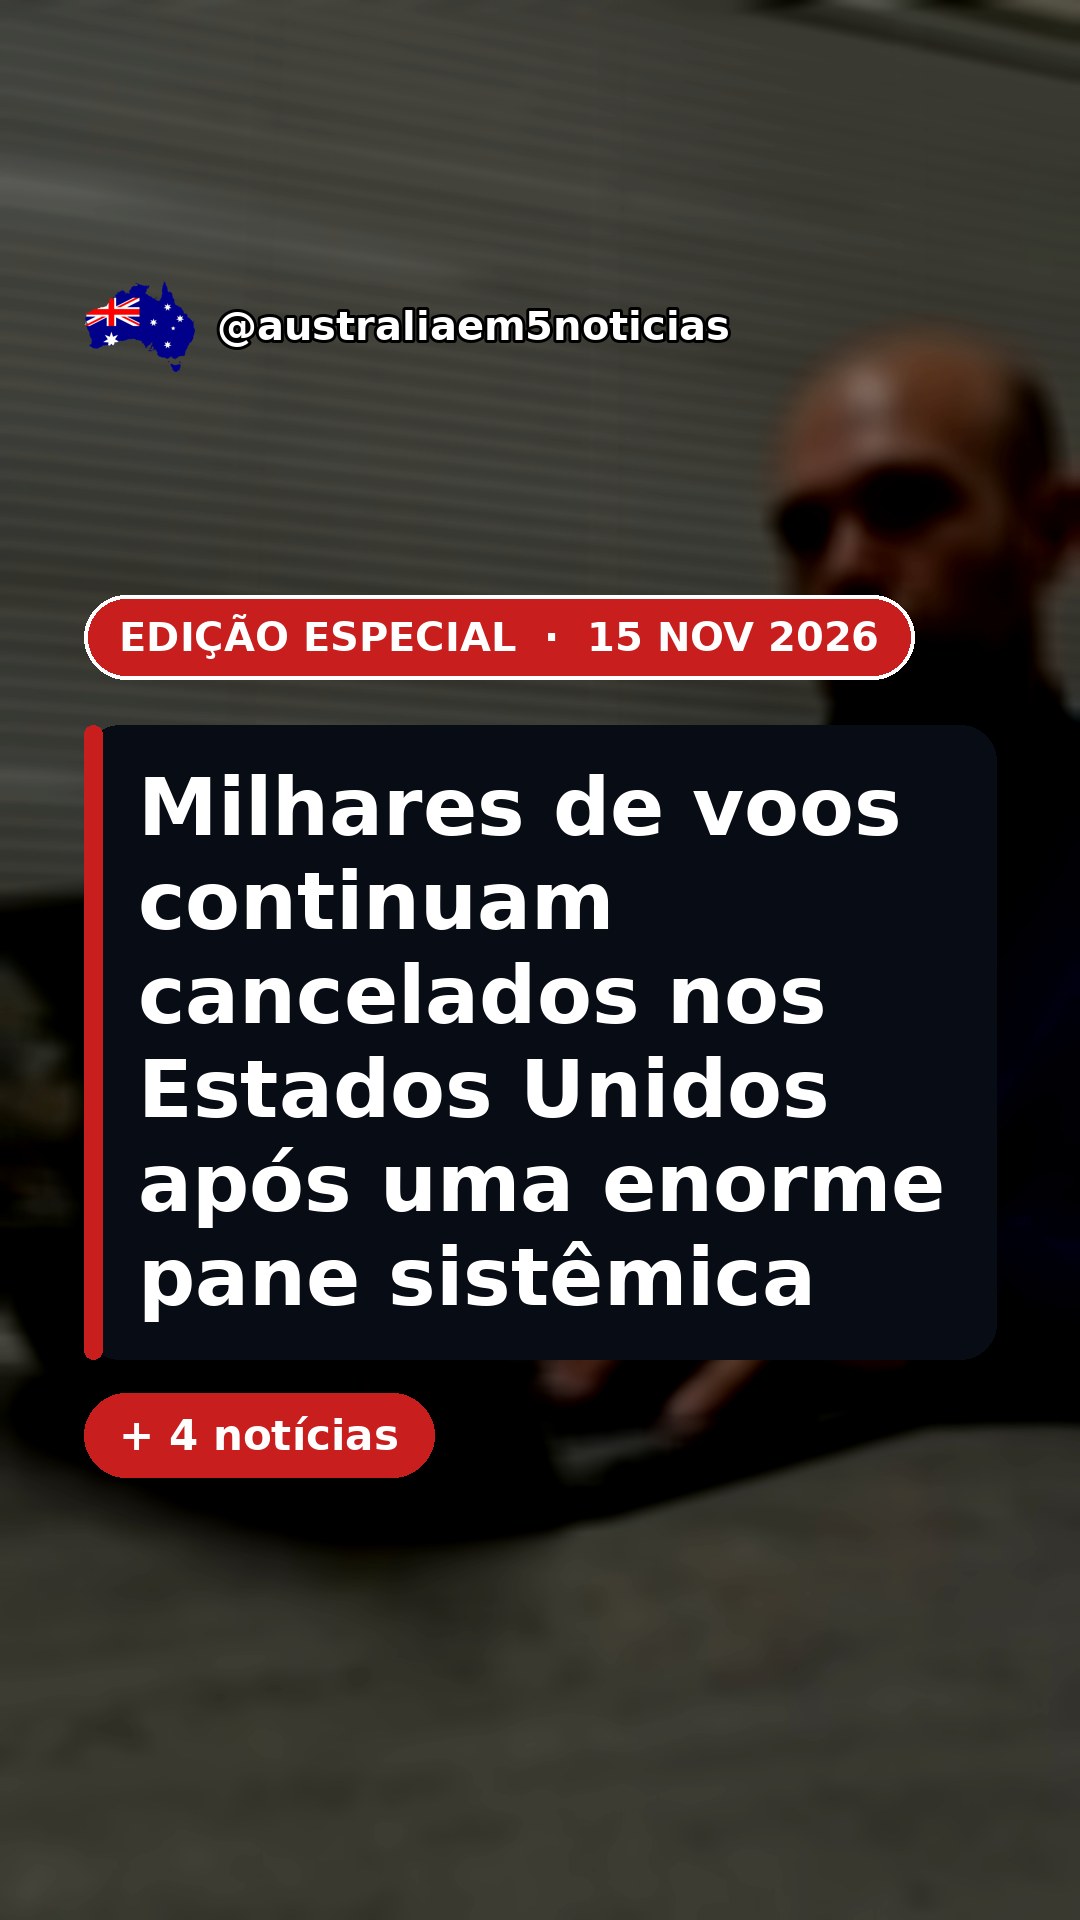 @australiaem5noticias
EDIÇÃO ESPECIAL · 15 NOV 2026
Milhares de voos
continuam
cancelados nos
Estados Unidos
após uma enorme
pane sistêmica
+ 4 notícias